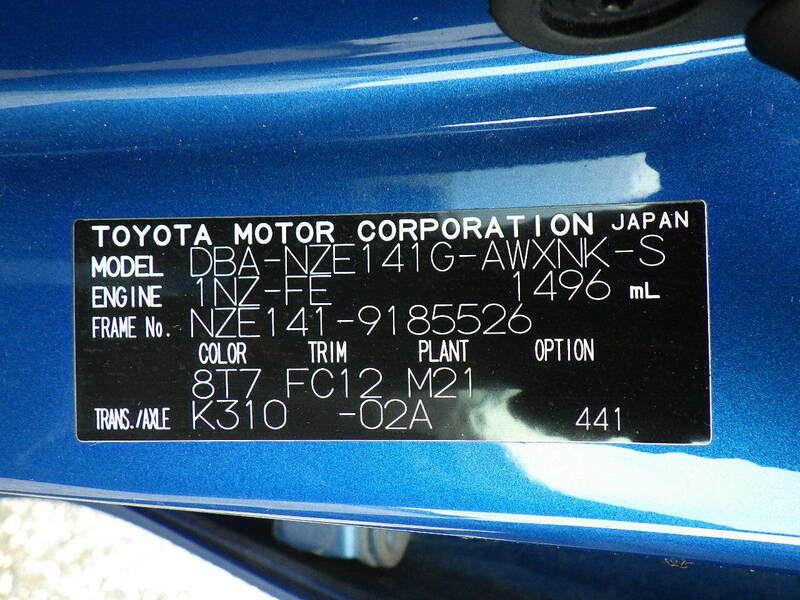 TOYOTA MOTOR CORPORATION JAPAN
MODEL DBA-NZE141G-AWXNK-S
ENGINE 1NZ-FE 1496 mL
FRAME No. NZE141-9185526
COLOR TRIM PLANT OPTION
8T7 FC12 M21
TRANS./AXLE K310 -02A 441